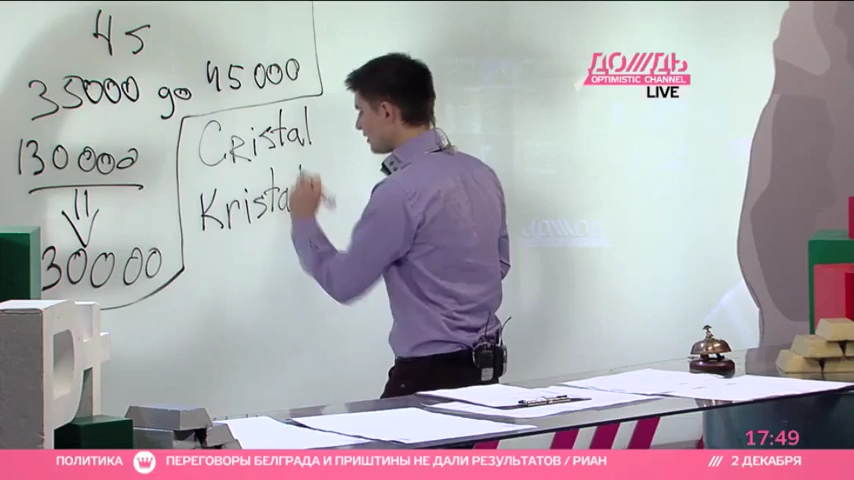 45
35000 до 45000
130000
30000
Cristal
Krista
ДОЖДЬ
OPTIMISTIC CHANNEL
LIVE
17:49
ПОЛИТИКА ПЕРЕГОВОРЫ БЕЛГРАДА И ПРИШТИНЫ НЕ ДАЛИ РЕЗУЛЬТАТОВ / РИАН /// 2 ДЕКАБРЯ